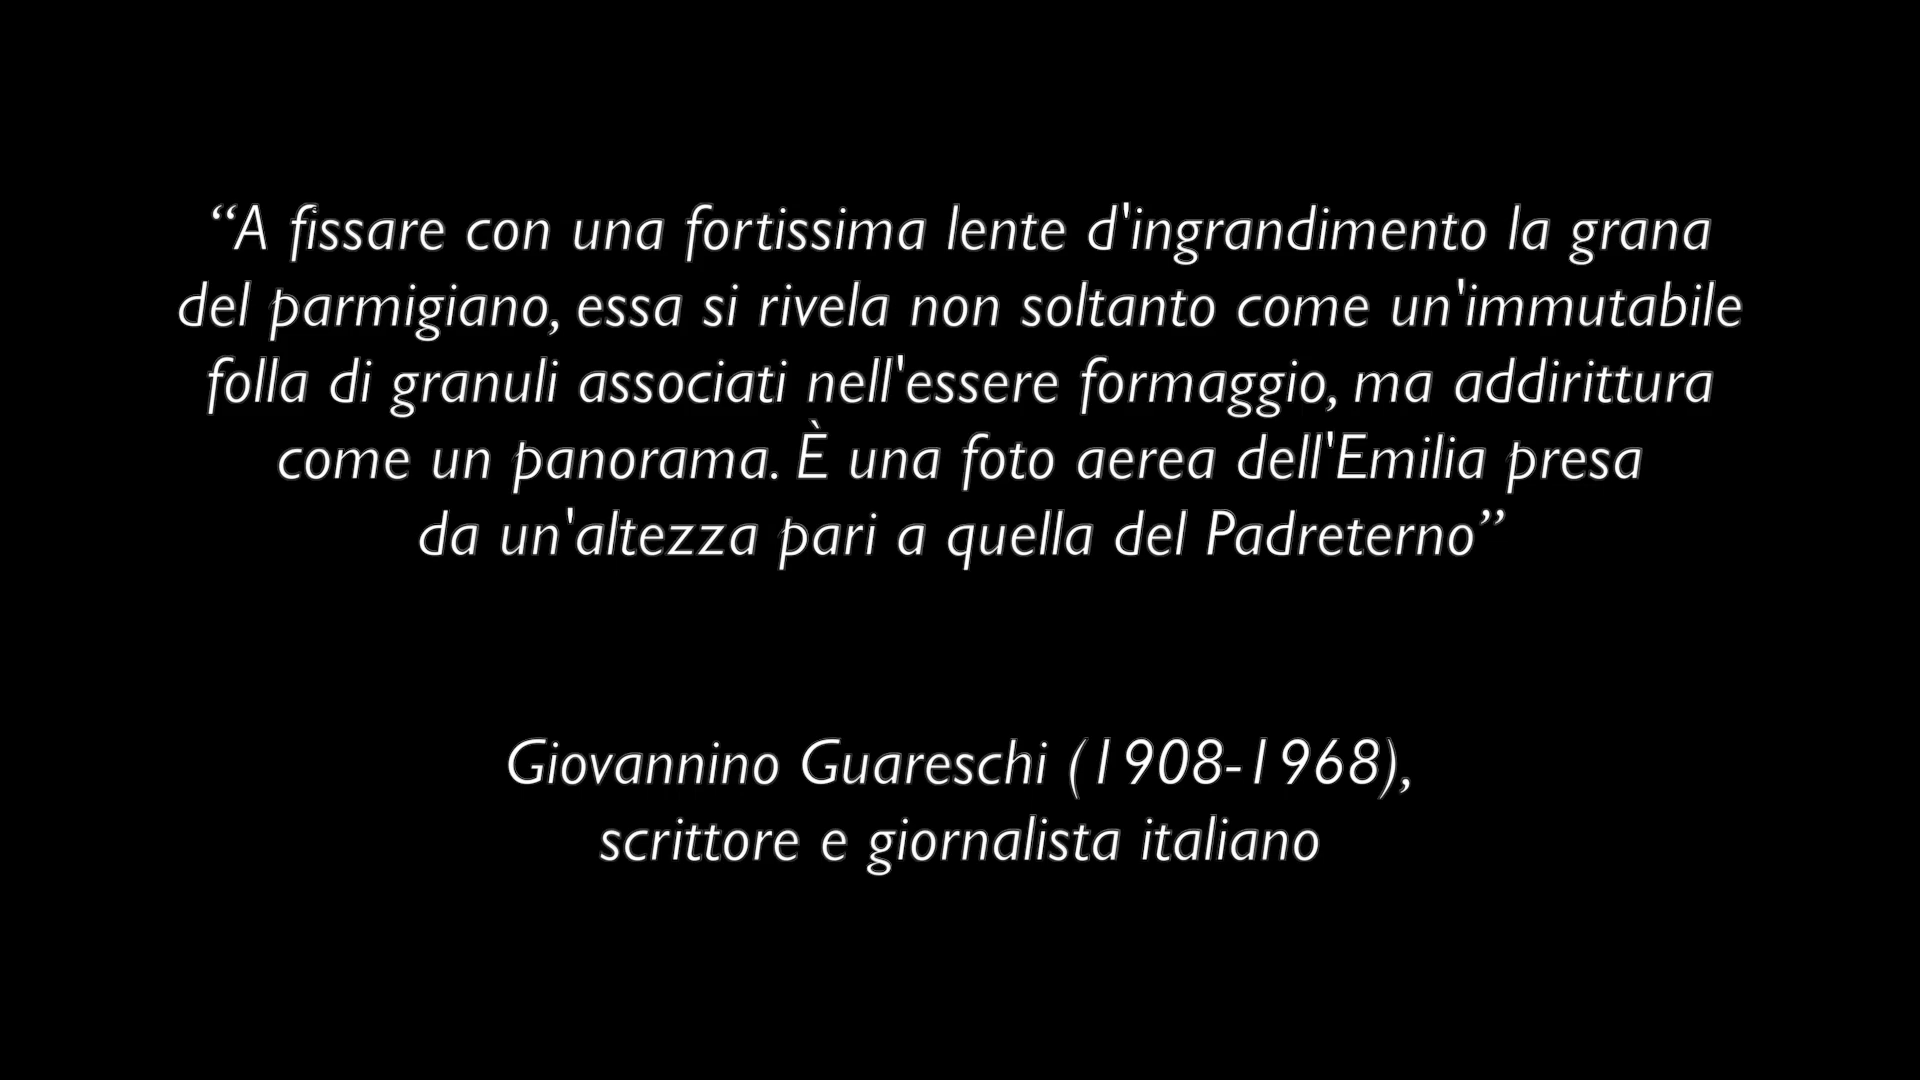 “A fissare con una fortissima lente d'ingrandimento la grana
del parmigiano, essa si rivela non soltanto come un'immutabile
folla di granuli associati nell'essere formaggio, ma addirittura
come un panorama. È una foto aerea dell'Emilia presa
da un'altezza pari a quella del Padreterno”
Giovannino Guareschi (1908-1968),
scrittore e giornalista italiano